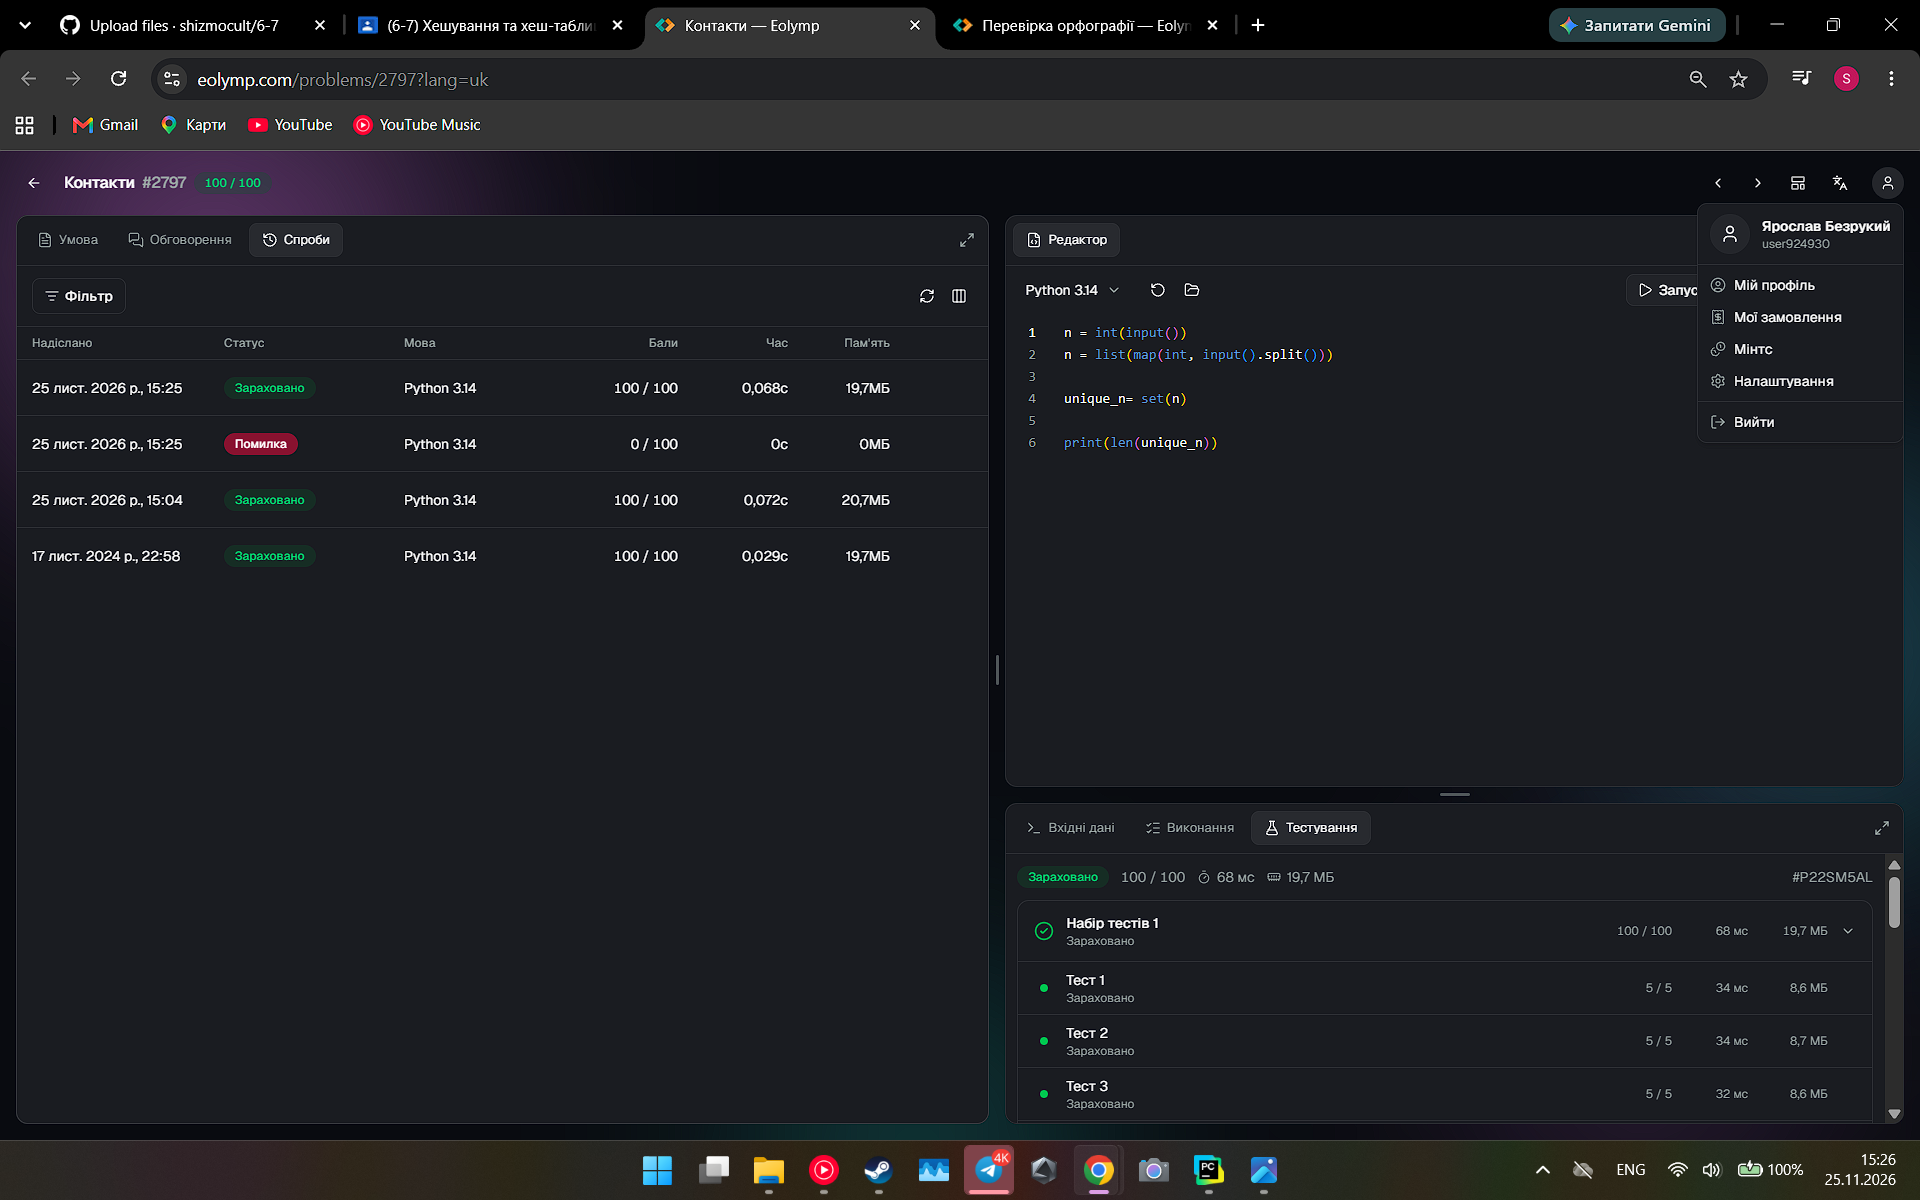 Upload files · shizmocult/6-7
(6-7) Хешування та хеш-табли
Контакти — Eolymp
Перевірка орфографії — Eolyn
Запитати Gemini
eolymp.com/problems/2797?lang=uk
S
Gmail
Карти
YouTube
YouTube Music
Контакти #2797 100 / 100
Умова
Обговорення
Спроби
Фільтр
Надіслано Статус Мова Бали Час Пам'ять
25 лист. 2026 р., 15:25 Зараховано Python 3.14 100 / 100 0,068с 19,7МБ
25 лист. 2026 р., 15:25 Помилка Python 3.14 0 / 100 0с 0МБ
25 лист. 2026 р., 15:04 Зараховано Python 3.14 100 / 100 0,072с 20,7МБ
17 лист. 2024 р., 22:58 Зараховано Python 3.14 100 / 100 0,029с 19,7МБ
Редактор
Python 3.14
Запус
1 n = int(input())
2 n = list(map(int, input().split()))
3
4 unique_n= set(n)
5
6 print(len(unique_n))
Ярослав Безрукий
user924930
Мій профіль
Мої замовлення
Мінтс
Налаштування
Вийти
Вхідні дані
Виконання
Тестування
Зараховано 100 / 100 68 мс 19,7 МБ #P22SM5AL
Набір тестів 1
Зараховано
100 / 100 68 мс 19,7 МБ
Тест 1
Зараховано
5 / 5 34 мс 8,6 МБ
Тест 2
Зараховано
5 / 5 34 мс 8,7 МБ
Тест 3
Зараховано
5 / 5 32 мс 8,6 МБ
4K
PC
ENG
100%
15:26
25.11.2026